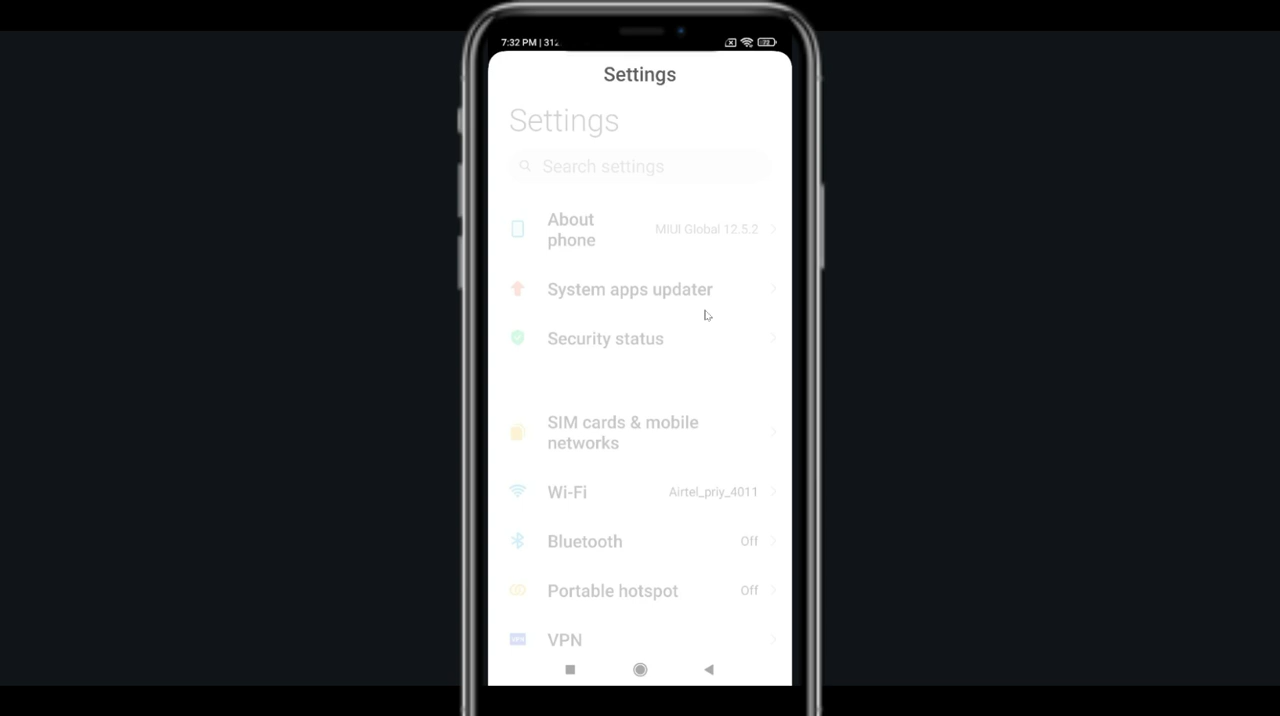 7:32 PM | 312
Settings
Settings
Search settings
About
phone
MIUI Global 12.5.2
System apps updater
Security status
SIM cards & mobile
networks
Wi-Fi
Airtel_priy_4011
Bluetooth
Off
Portable hotspot
Off
VPN